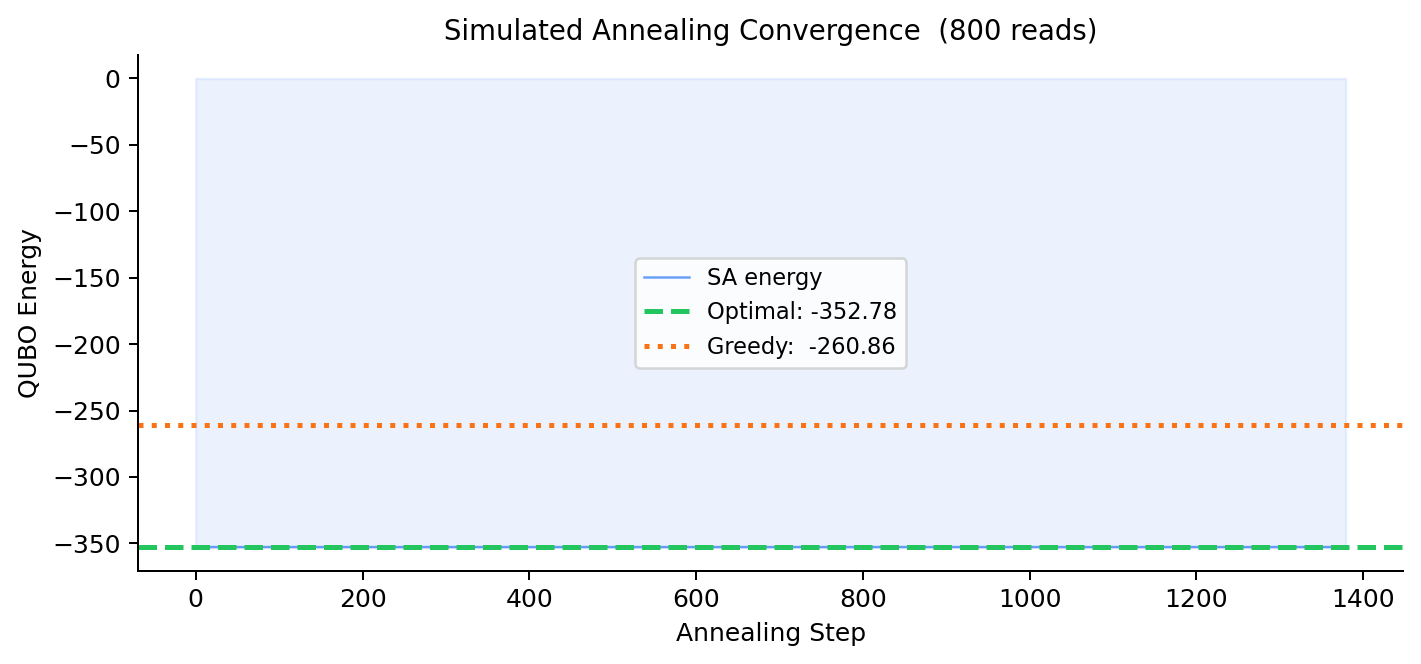 Simulated Annealing Convergence  (800 reads)
QUBO Energy
0
−50
−100
−150
−200
−250
−300
−350
SA energy
Optimal: -352.78
Greedy:  -260.86
0 200 400 600 800 1000 1200 1400
Annealing Step